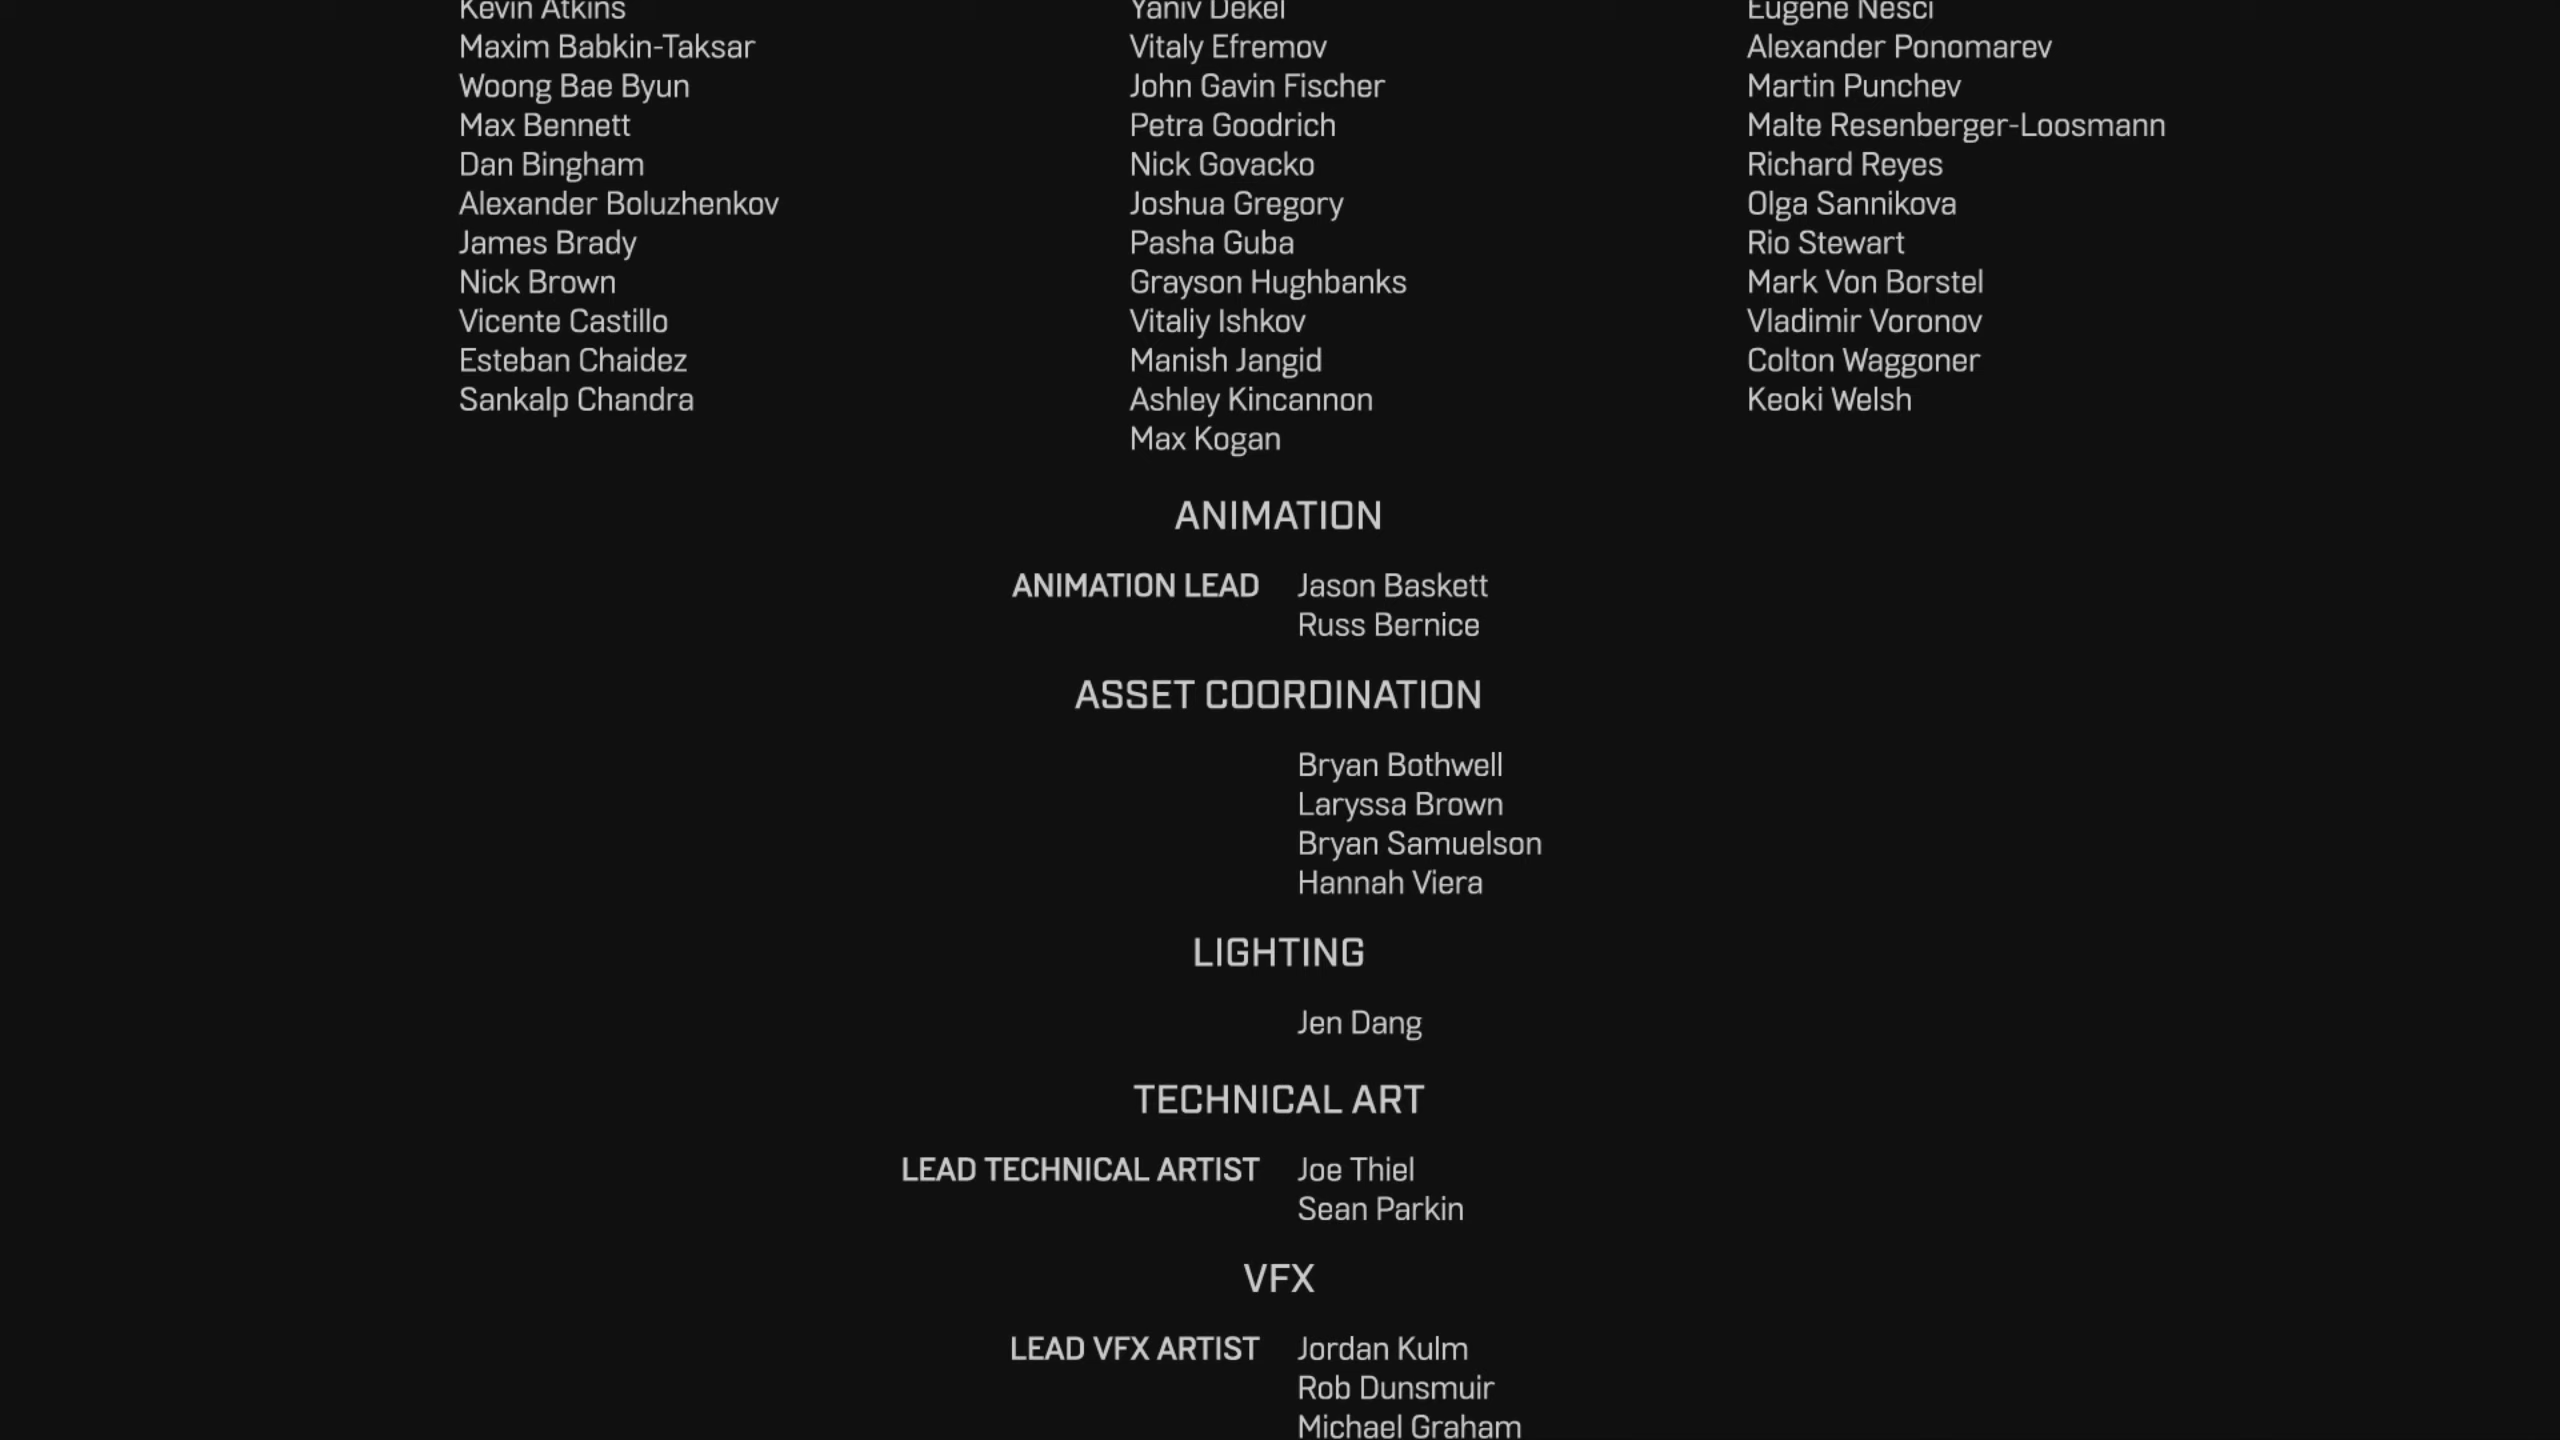 Kevin Atkins
Maxim Babkin-Taksar
Woong Bae Byun
Max Bennett
Dan Bingham
Alexander Boluzhenkov
James Brady
Nick Brown
Vicente Castillo
Esteban Chaidez
Sankalp Chandra
Yaniv Dekel
Vitaly Efremov
John Gavin Fischer
Petra Goodrich
Nick Govacko
Joshua Gregory
Pasha Guba
Grayson Hughbanks
Vitaliy Ishkov
Manish Jangid
Ashley Kincannon
Max Kogan
Eugene Nesci
Alexander Ponomarev
Martin Punchev
Malte Resenberger-Loosmann
Richard Reyes
Olga Sannikova
Rio Stewart
Mark Von Borstel
Vladimir Voronov
Colton Waggoner
Keoki Welsh
ANIMATION
ANIMATION LEAD Jason Baskett
Russ Bernice
ASSET COORDINATION
Bryan Bothwell
Laryssa Brown
Bryan Samuelson
Hannah Viera
LIGHTING
Jen Dang
TECHNICAL ART
LEAD TECHNICAL ARTIST Joe Thiel
Sean Parkin
VFX
LEAD VFX ARTIST Jordan Kulm
Rob Dunsmuir
Michael Graham